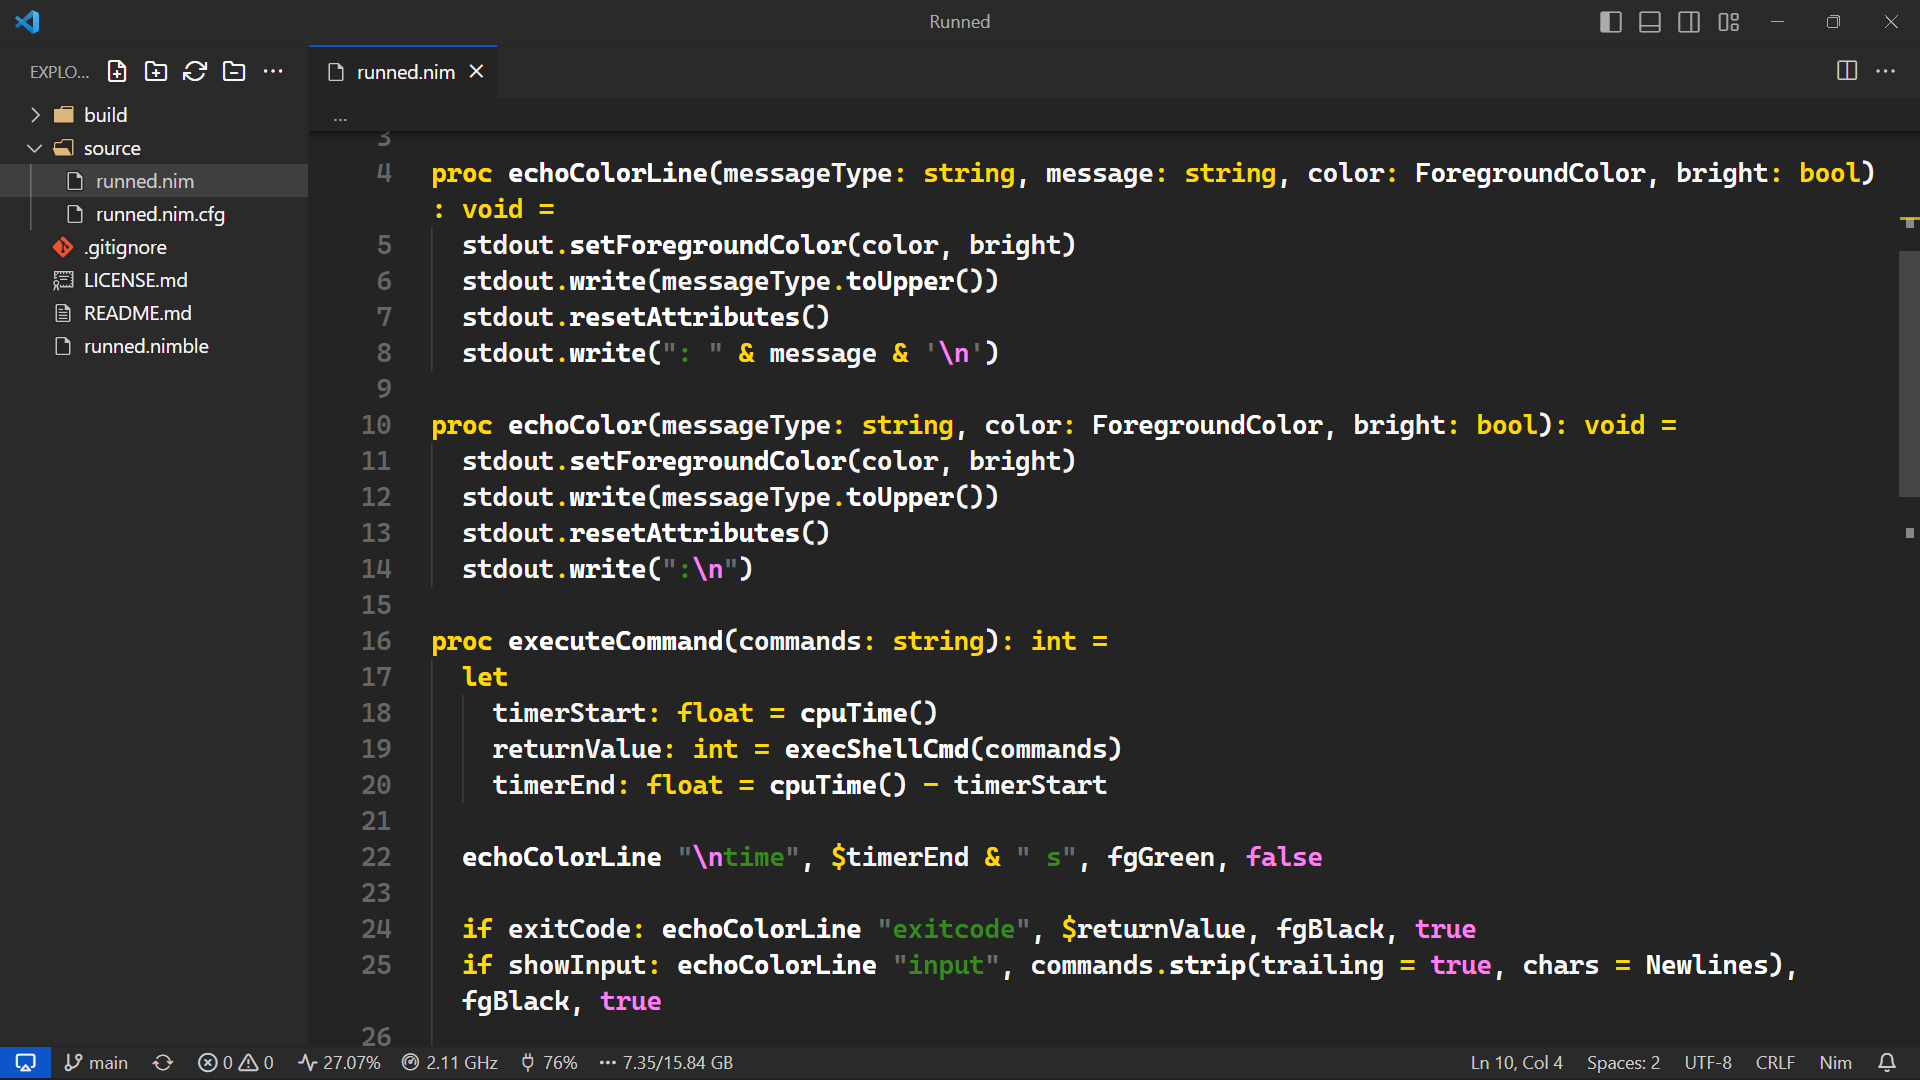 Runned
EXPLO...
build
source
runned.nim
runned.nim.cfg
.gitignore
LICENSE.md
README.md
runned.nimble
runned.nim
...
3
4 proc echoColorLine(messageType: string, message: string, color: ForegroundColor, bright: bool)
: void =
5 stdout.setForegroundColor(color, bright)
6 stdout.write(messageType.toUpper())
7 stdout.resetAttributes()
8 stdout.write(": " & message & '\n')
9
10 proc echoColor(messageType: string, color: ForegroundColor, bright: bool): void =
11 stdout.setForegroundColor(color, bright)
12 stdout.write(messageType.toUpper())
13 stdout.resetAttributes()
14 stdout.write(":\n")
15
16 proc executeCommand(commands: string): int =
17 let
18 timerStart: float = cpuTime()
19 returnValue: int = execShellCmd(commands)
20 timerEnd: float = cpuTime() - timerStart
21
22 echoColorLine "\ntime", $timerEnd & " s", fgGreen, false
23
24 if exitCode: echoColorLine "exitcode", $returnValue, fgBlack, true
25 if showInput: echoColorLine "input", commands.strip(trailing = true, chars = Newlines),
fgBlack, true
26
main 0 0 27.07% 2.11 GHz 76% 7.35/15.84 GB Ln 10, Col 4 Spaces: 2 UTF-8 CRLF Nim